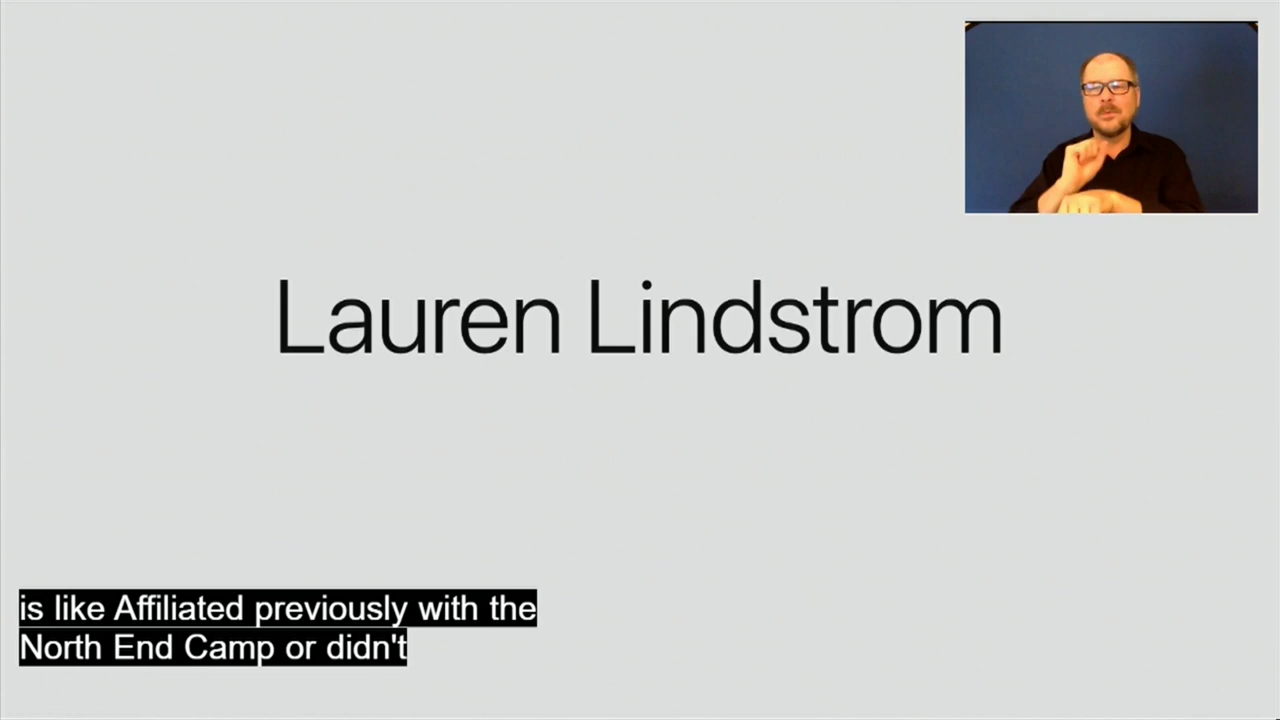 Lauren Lindstrom
is like Affiliated previously with the
North End Camp or didn't